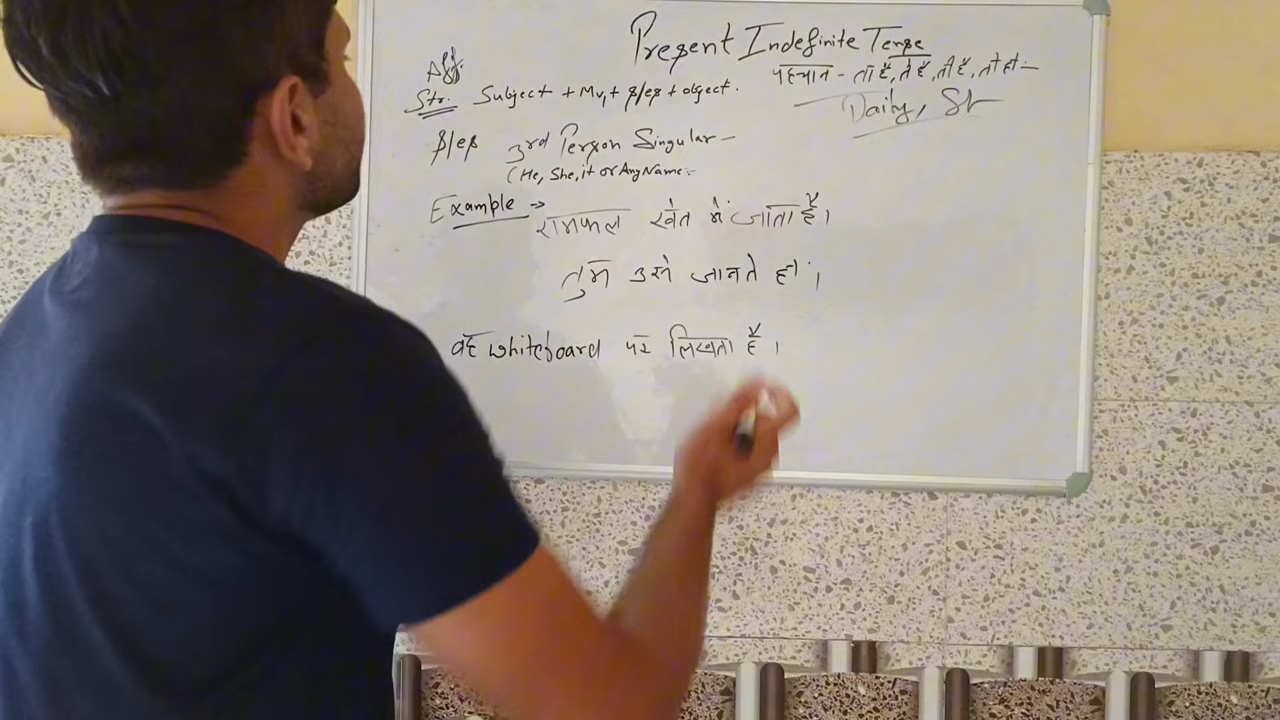 Present Indefinite Tense
पहचान - ता है, ते हैं, ती है, ते हो :-
Daily, St
Aff.
Str. Subject + Mv1 + s/es + object.
s/es 3rd Person Singular -
(He, She, it or Any Name :-
Example →
रामफल खेत में जाता है।
तुम उसे जानते हो ।
वह whiteboard पर लिखता है ।